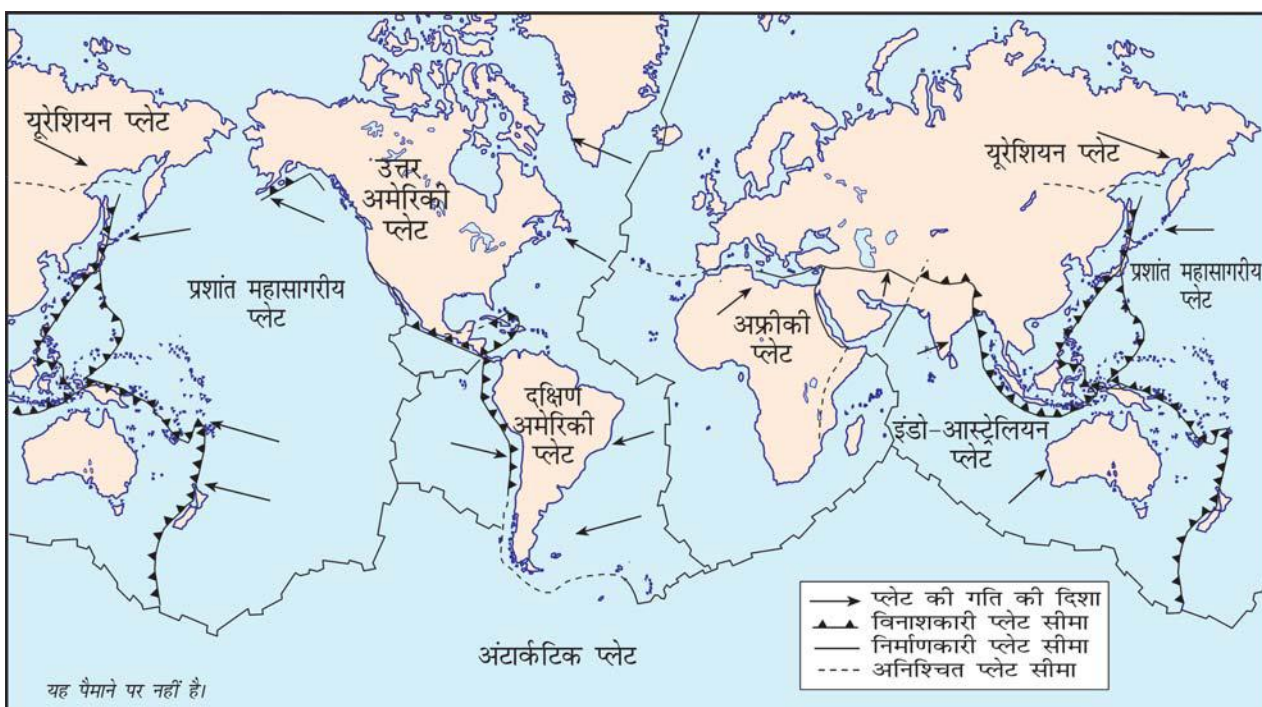 यूरेशियन प्लेट
उत्तर
अमेरिकी
प्लेट
यूरेशियन प्लेट
प्रशांत महासागरीय
प्लेट
प्रशांत महासागरीय
प्लेट
अफ्रीकी
प्लेट
दक्षिण
अमेरिकी
प्लेट
इंडो-आस्ट्रेलियन
प्लेट
अंटार्कटिक प्लेट
प्लेट की गति की दिशा
विनाशकारी प्लेट सीमा
निर्माणकारी प्लेट सीमा
अनिश्चित प्लेट सीमा
यह पैमाने पर नहीं है।